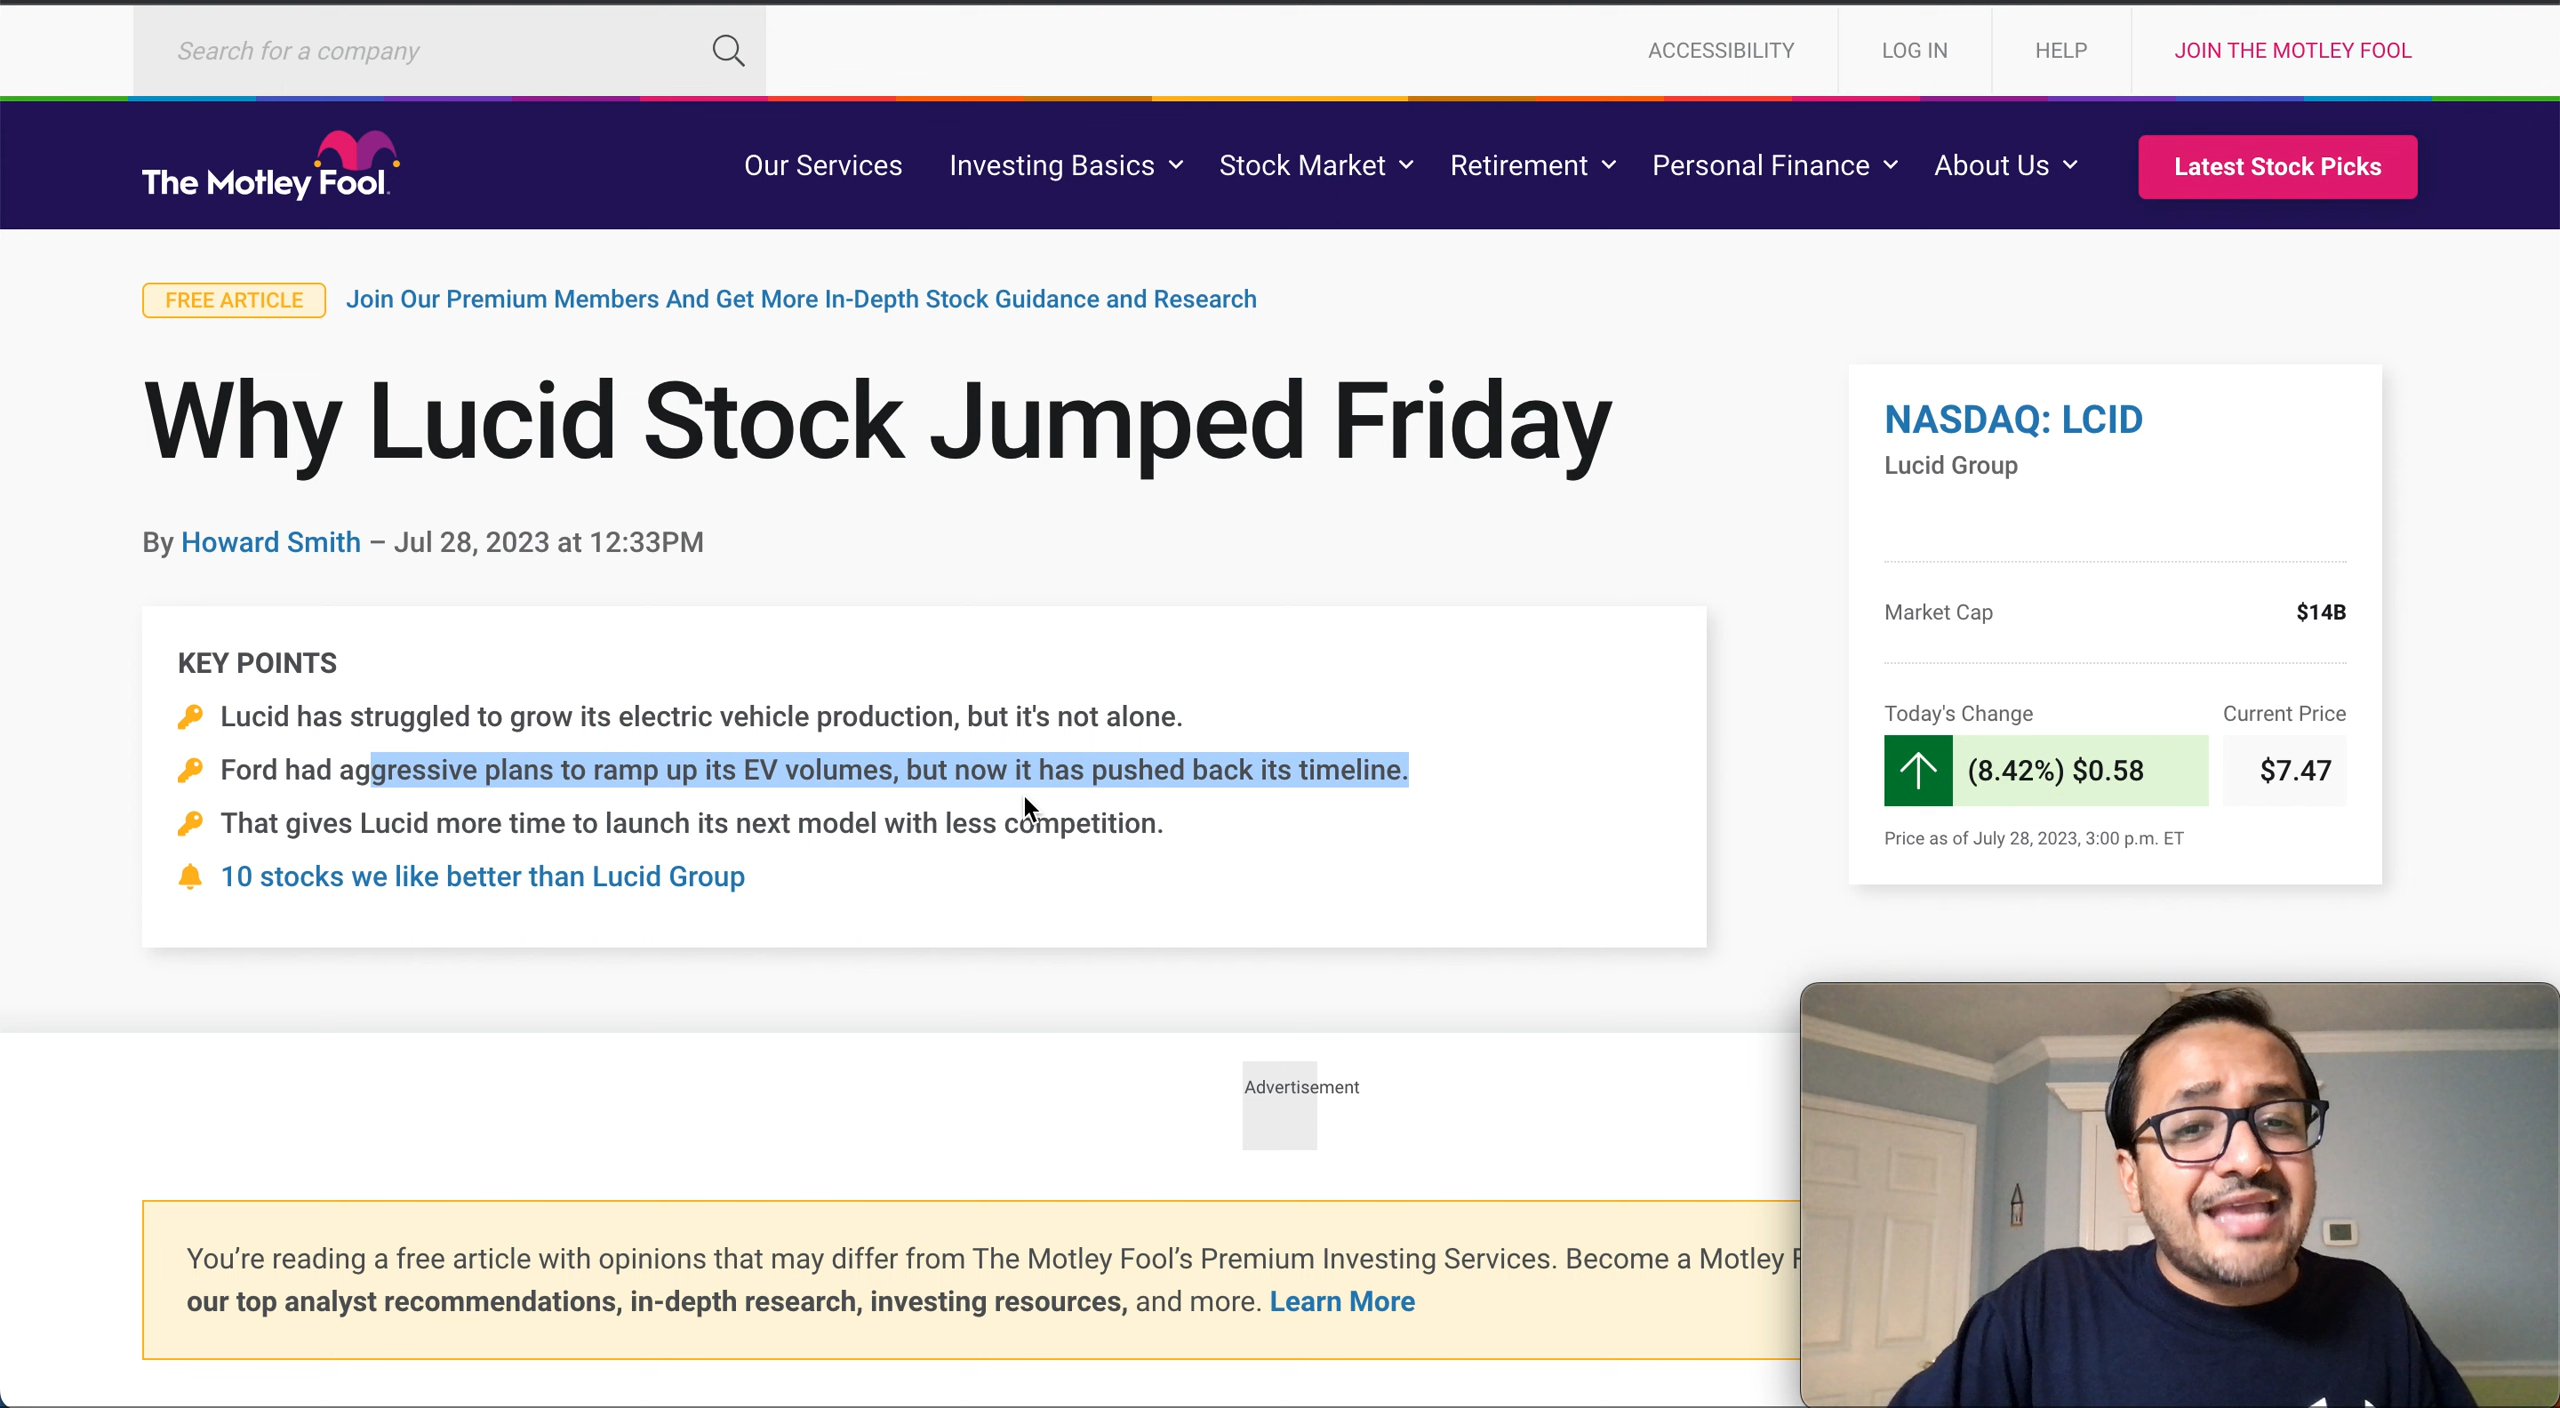 Search for a company
ACCESSIBILITY
LOG IN
HELP
JOIN THE MOTLEY FOOL
The Motley Fool.
Our Services
Investing Basics
Stock Market
Retirement
Personal Finance
About Us
Latest Stock Picks
FREE ARTICLE
Join Our Premium Members And Get More In-Depth Stock Guidance and Research
Why Lucid Stock Jumped Friday
By Howard Smith – Jul 28, 2023 at 12:33PM
KEY POINTS
Lucid has struggled to grow its electric vehicle production, but it's not alone.
Ford had aggressive plans to ramp up its EV volumes, but now it has pushed back its timeline.
That gives Lucid more time to launch its next model with less competition.
10 stocks we like better than Lucid Group
NASDAQ: LCID
Lucid Group
Market Cap
$14B
Today's Change
Current Price
(8.42%) $0.58
$7.47
Price as of July 28, 2023, 3:00 p.m. ET
Advertisement
You’re reading a free article with opinions that may differ from The Motley Fool’s Premium Investing Services. Become a Motley
our top analyst recommendations, in-depth research, investing resources, and more. Learn More